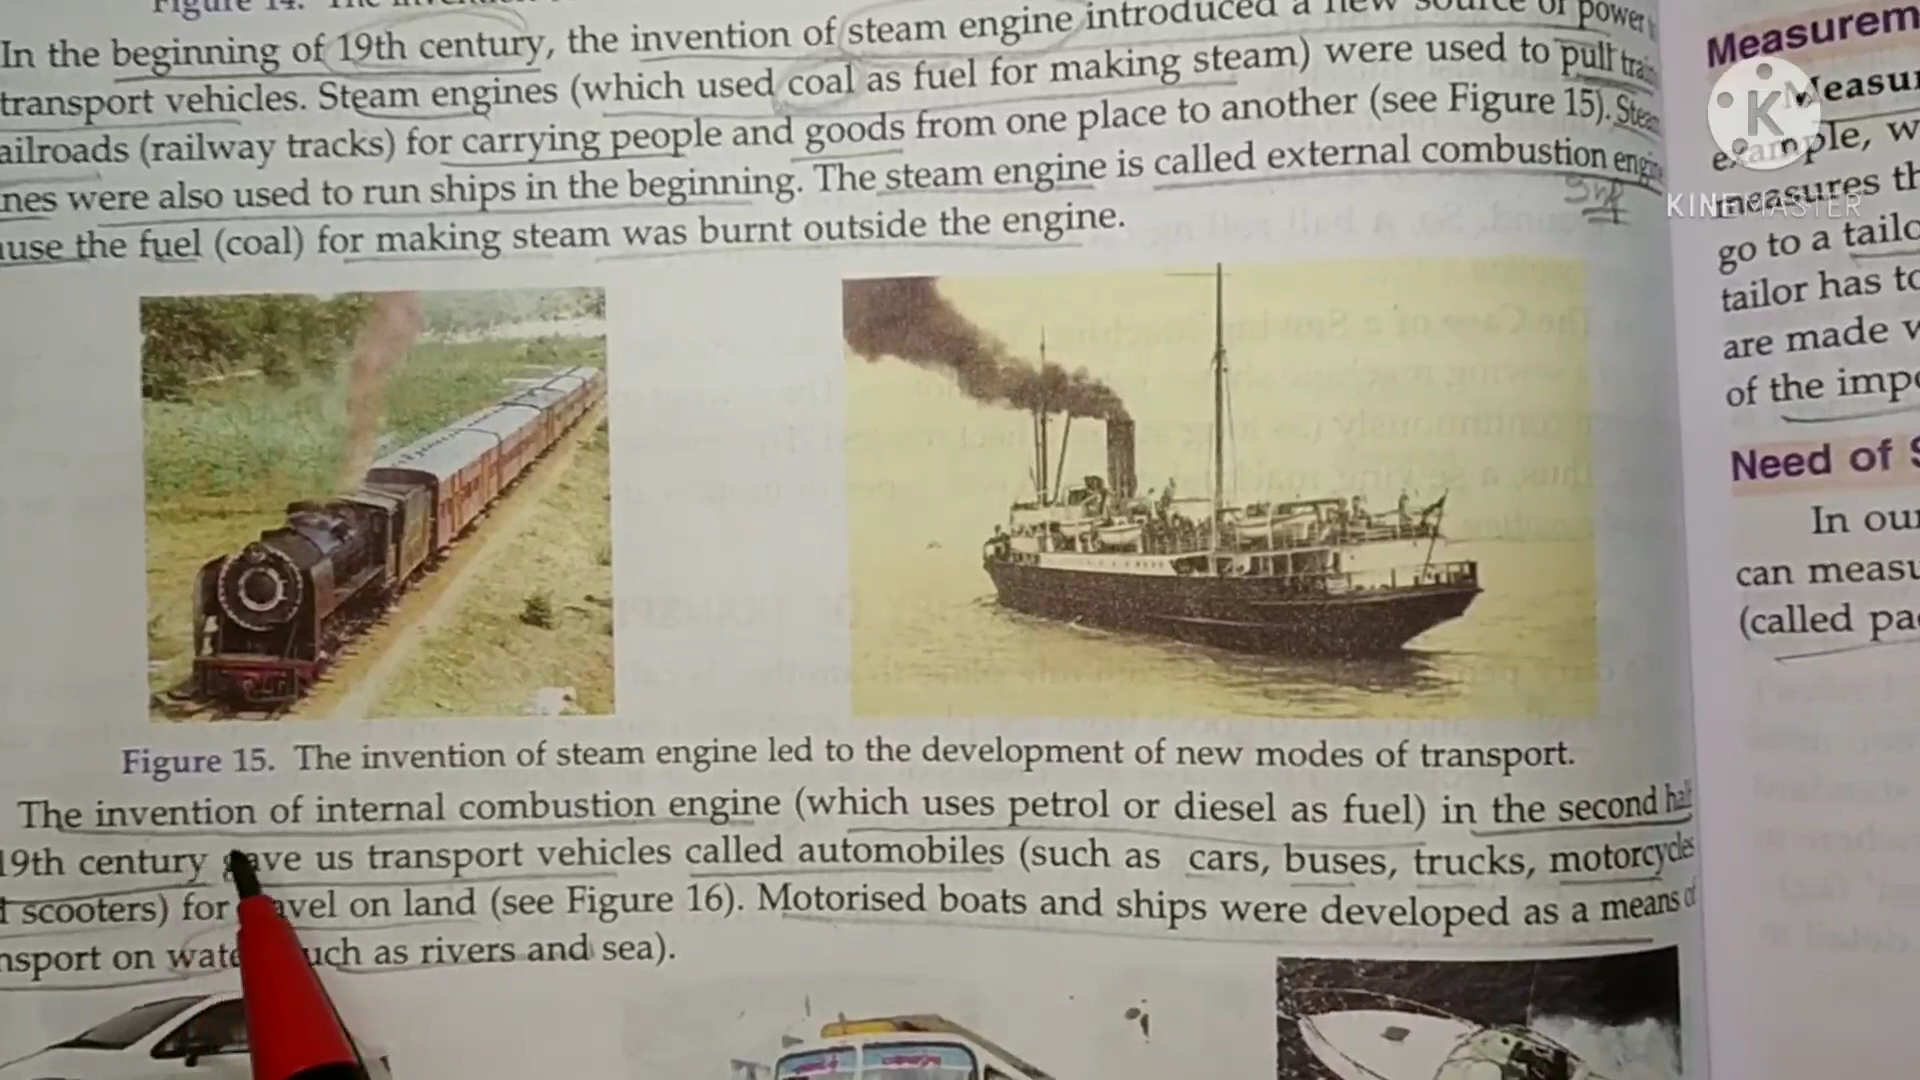 Figure 14.
In the beginning of 19th century, the invention of steam engine introduced a new source of power
transport vehicles. Steam engines (which used coal as fuel for making steam) were used to pull
ailroads (railway tracks) for carrying people and goods from one place to another (see Figure 15). Stea
nes were also used to run ships in the beginning. The steam engine is called external combustion engine
use the fuel (coal) for making steam was burnt outside the engine.
Figure 15. The invention of steam engine led to the development of new modes of transport.
The invention of internal combustion engine (which uses petrol or diesel as fuel) in the second half
19th century gave us transport vehicles called automobiles (such as cars, buses, trucks, motorcycles
scooters) for travel on land (see Figure 16). Motorised boats and ships were developed as a means of
nsport on water such as rivers and sea).
Measurem
Measur
example, w
measures th
go to a tailo
tailor has to
are made w
of the impo
Need of S
In our
can measu
(called pa
K
KINEMASTER